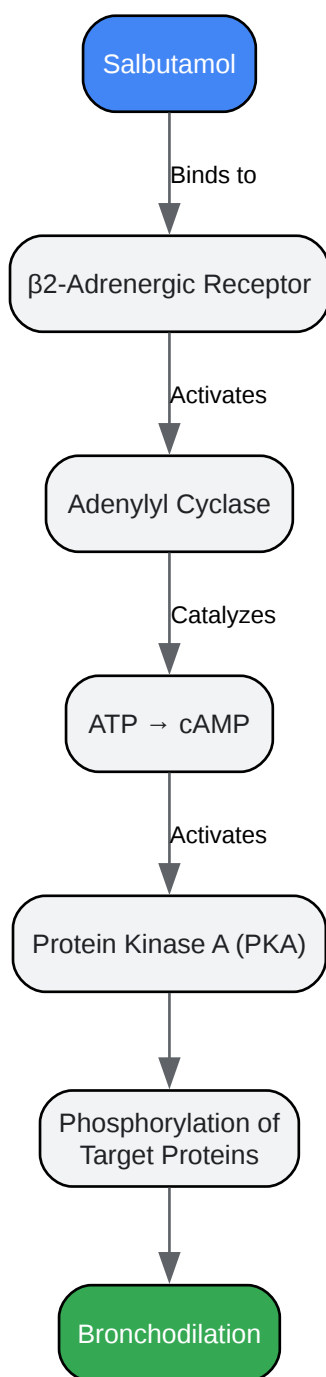 Salbutamol
Binds to
β2-Adrenergic Receptor
Activates
Adenylyl Cyclase
Catalyzes
ATP → cAMP
Activates
Protein Kinase A (PKA)
Phosphorylation of
Target Proteins
Bronchodilation